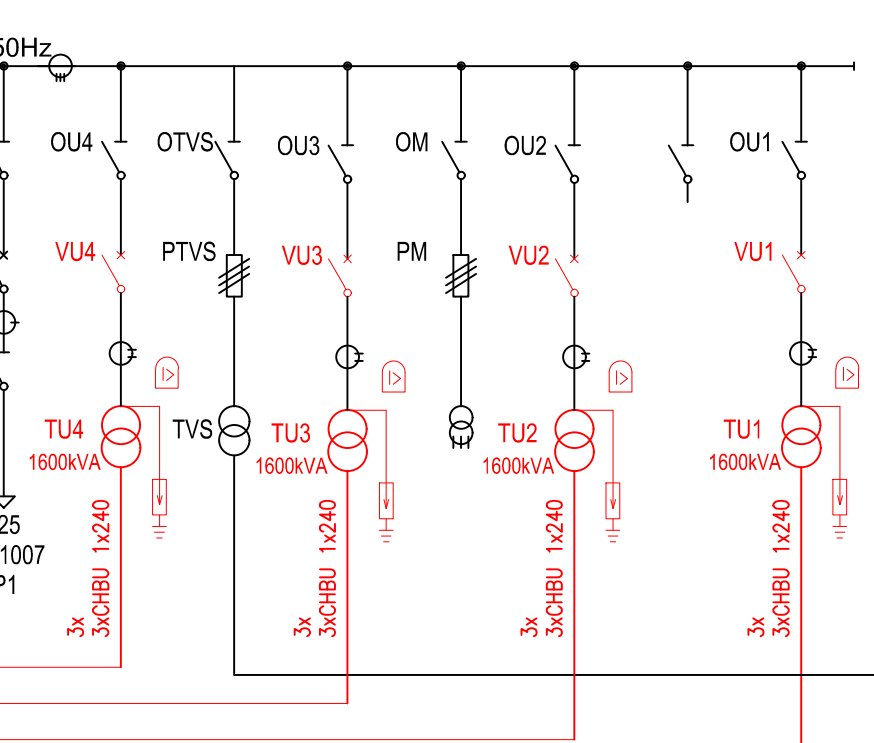 50Hz
OU4
OTVS
OU3
OM
OU2
OU1
VU4
PTVS
VU3
PM
VU2
VU1
TU4
1600kVA
TVS
TU3
1600kVA
TU2
1600kVA
TU1
1600kVA
3x
3xCHBU 1x240
3x
3xCHBU 1x240
3x
3xCHBU 1x240
3x
3xCHBU 1x240
25
1007
P1